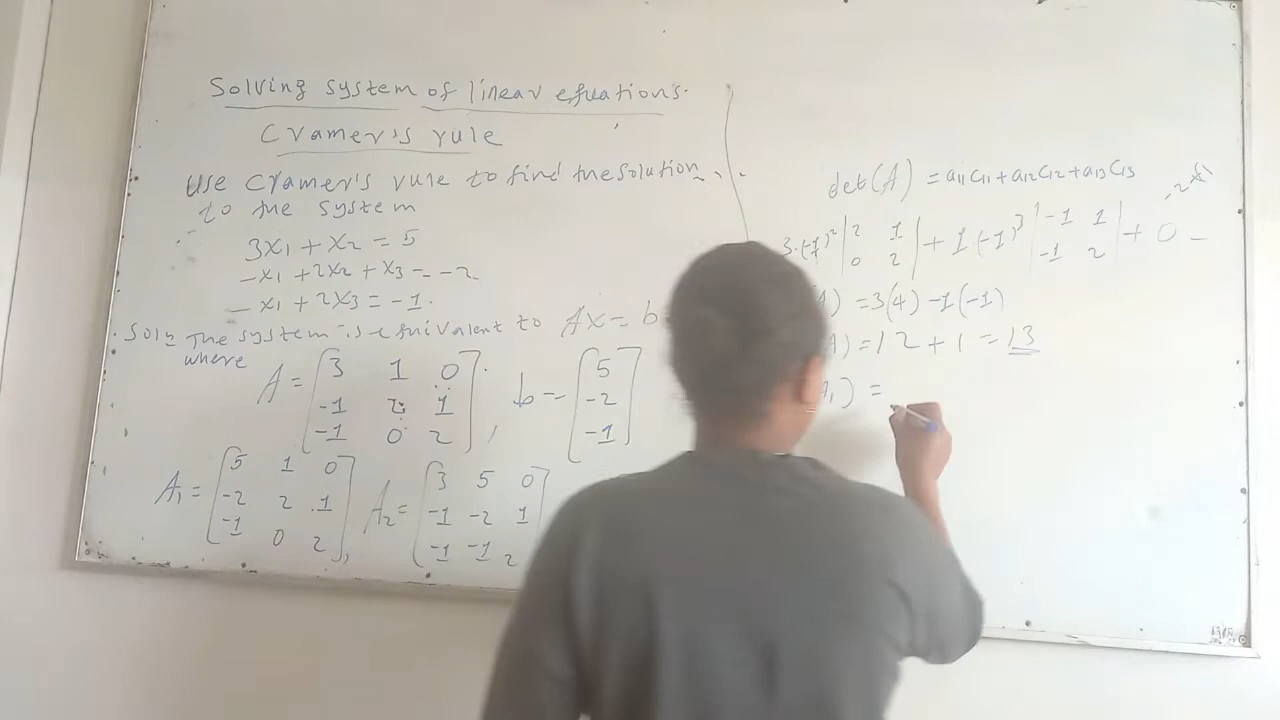 Solving system of linear equations.
Cramer's rule
Use Cramer's rule to find the solution
to the system
3x₁ + x₂ = 5
-x₁ + 2x₂ + x₃ = -2
-x₁ + 2x₃ = -1.
Soln The system is equivalent to Ax = b
where
A = [3 1 0
-1 2 1
-1 0 2],
b = [5
-2
-1]
A₁ = [5 1 0
-2 2 1
-1 0 2],
A₂ = [3 5 0
-1 -2 1
-1 -1 2]
det(A) = a₁₁c₁₁ + a₁₂c₁₂ + a₁₃c₁₃
3·(-1)² |2 1
0 2| + 1(-1)³ |-1 1
-1 2| + 0
A) = 3(4) - 1(-1)
A) = 12 + 1 = 13
A₁) =